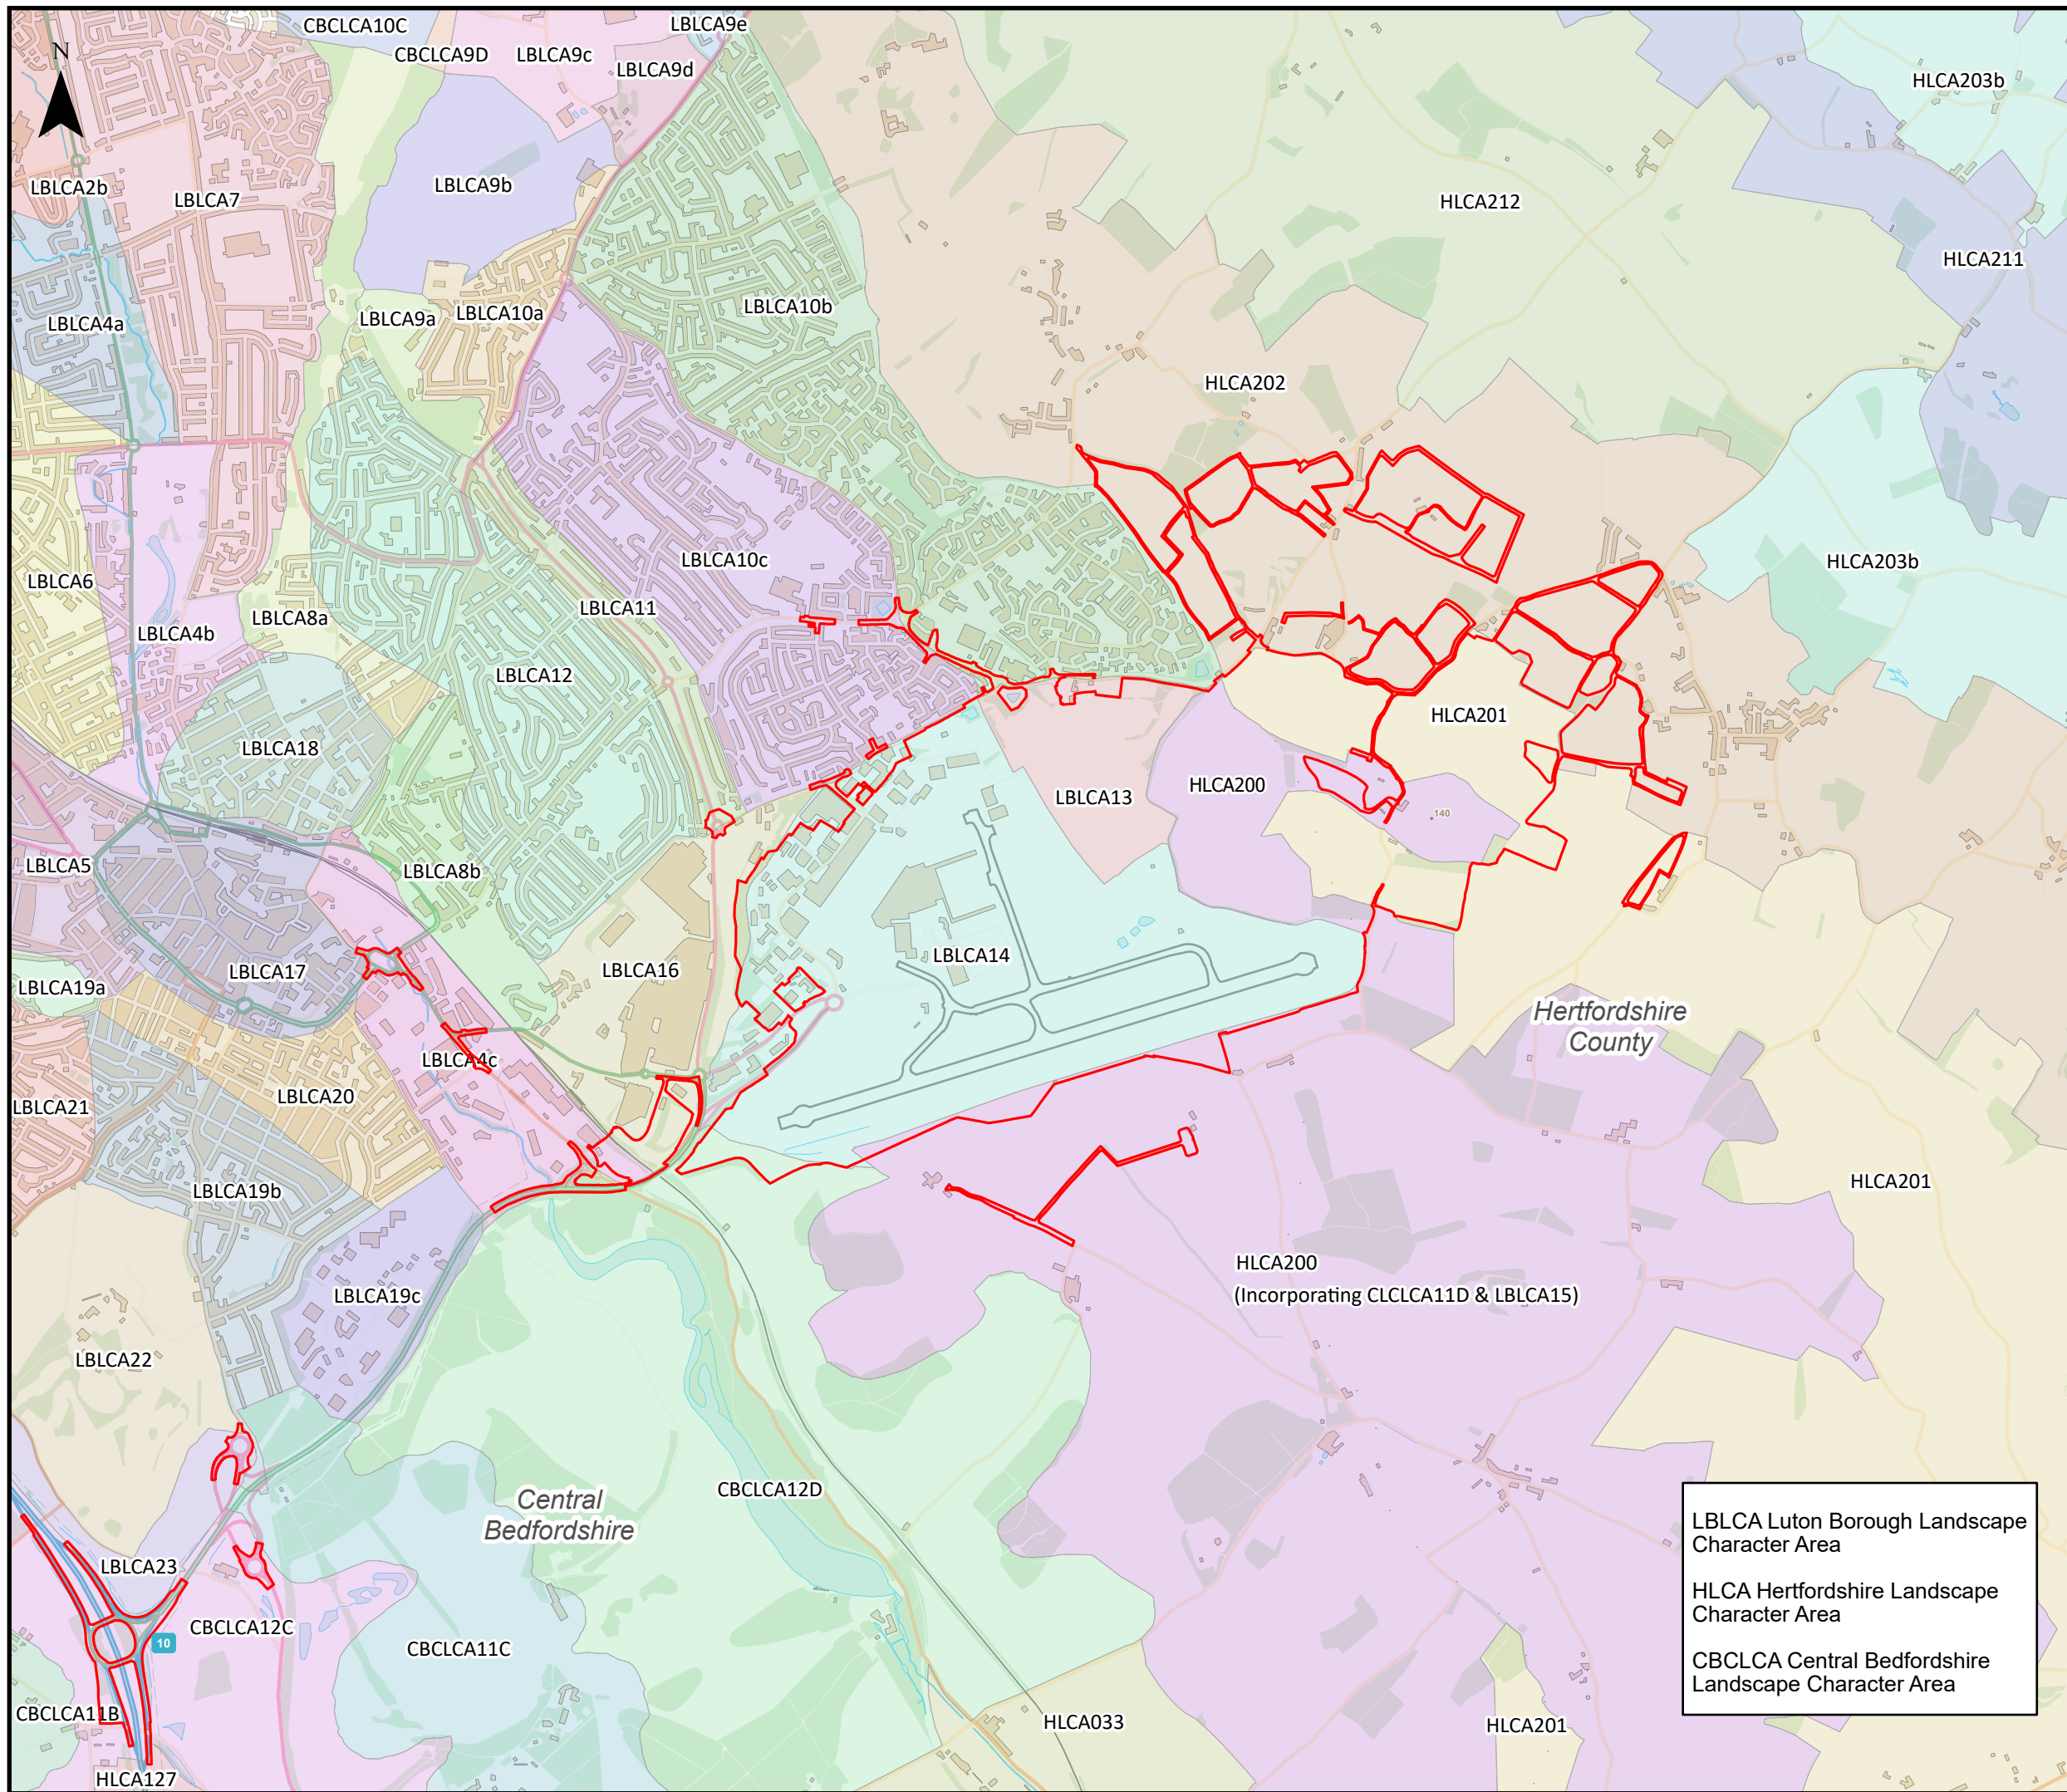 CBCLCA10C
LBLCA9e
N
CBCLCA9D
LBLCA9c
LBLCA9d
HLCA203b
LBLCA2b
LBLCA7
LBLCA9b
HLCA212
HLCA211
LBLCA4a
LBLCA9a
LBLCA10a
LBLCA10b
HLCA202
LBLCA10c
HLCA203b
LBLCA6
LBLCA8a
LBLCA11
LBLCA4b
LBLCA12
HLCA201
LBLCA18
HLCA200
LBLCA13
140
LBLCA5
LBLCA8b
LBLCA14
LBLCA16
LBLCA17
LBLCA19a
Hertfordshire
County
LBLCA4c
LBLCA20
LBLCA21
LBLCA19b
HLCA201
HLCA200
(Incorporating CLCLCA11D & LBLCA15)
LBLCA19c
LBLCA22
CBCLCA12D
Central
Bedfordshire
LBLCA23
CBCLCA12C
10
CBCLCA11C
CBCLCA11B
HLCA033
HLCA201
HLCA127
LBLCA Luton Borough Landscape
Character Area
HLCA Hertfordshire Landscape
Character Area
CBCLCA Central Bedfordshire
Landscape Character Area